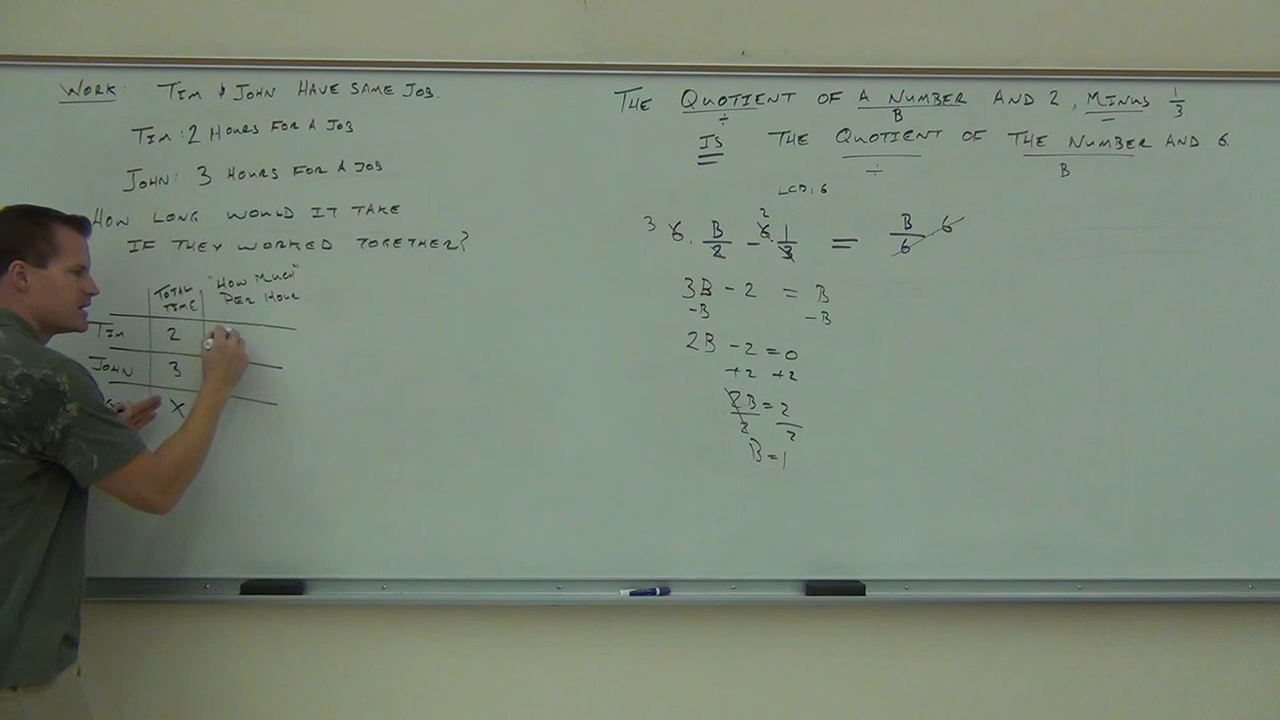 WORK: TIM & JOHN HAVE SAME JOB.
TIM: 2 HOURS FOR A JOB
JOHN: 3 HOURS FOR A JOB
HOW LONG WOULD IT TAKE
IF THEY WORKED TOGETHER?
TOTAL TIME "HOW MUCH" PER HOUR
TIM 2
JOHN 3
X
THE QUOTIENT OF A NUMBER AND 2, MINUS 1/3
÷ B −
IS THE QUOTIENT OF THE NUMBER AND 6.
÷ B
LCD: 6
3 6 · B/2 − 2 6 · 1/3 = B/6 · 6
3B − 2 = B
−B −B
2B − 2 = 0
+2 +2
2B/2 = 2/2
B = 1